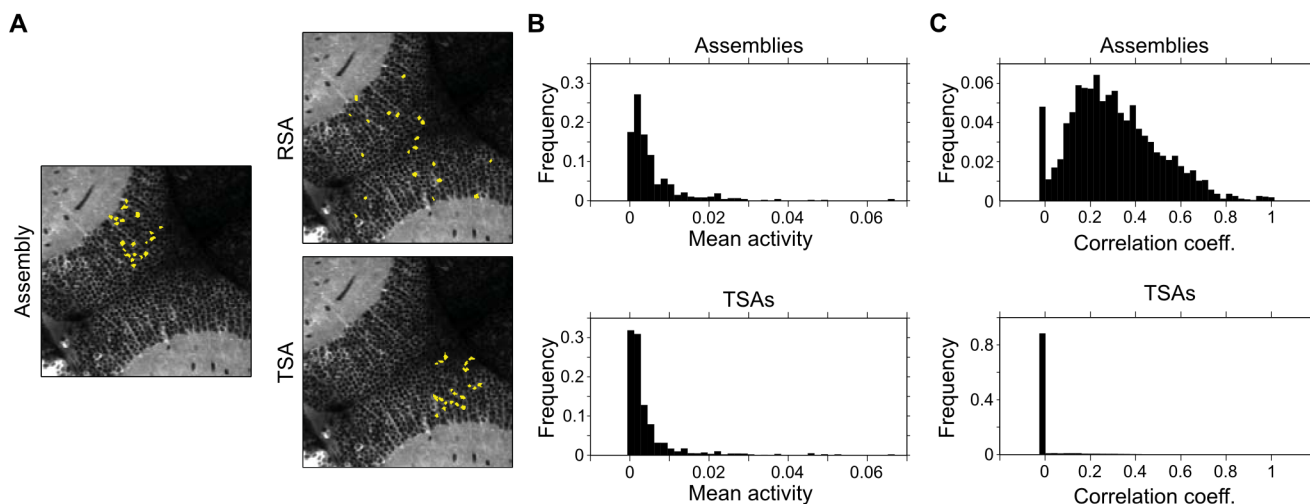 A
Assembly
RSA
TSA
B
Assemblies
Frequency
0.3
0.2
0.1
0
0
0.02
0.04
0.06
Mean activity
TSAs
Frequency
0.3
0.2
0.1
0
0
0.02
0.04
0.06
Mean activity
C
Assemblies
Frequency
0.06
0.04
0.02
0
0
0.2
0.4
0.6
0.8
1
Correlation coeff.
TSAs
Frequency
0.8
0.4
0
0
0.2
0.4
0.6
0.8
1
Correlation coeff.